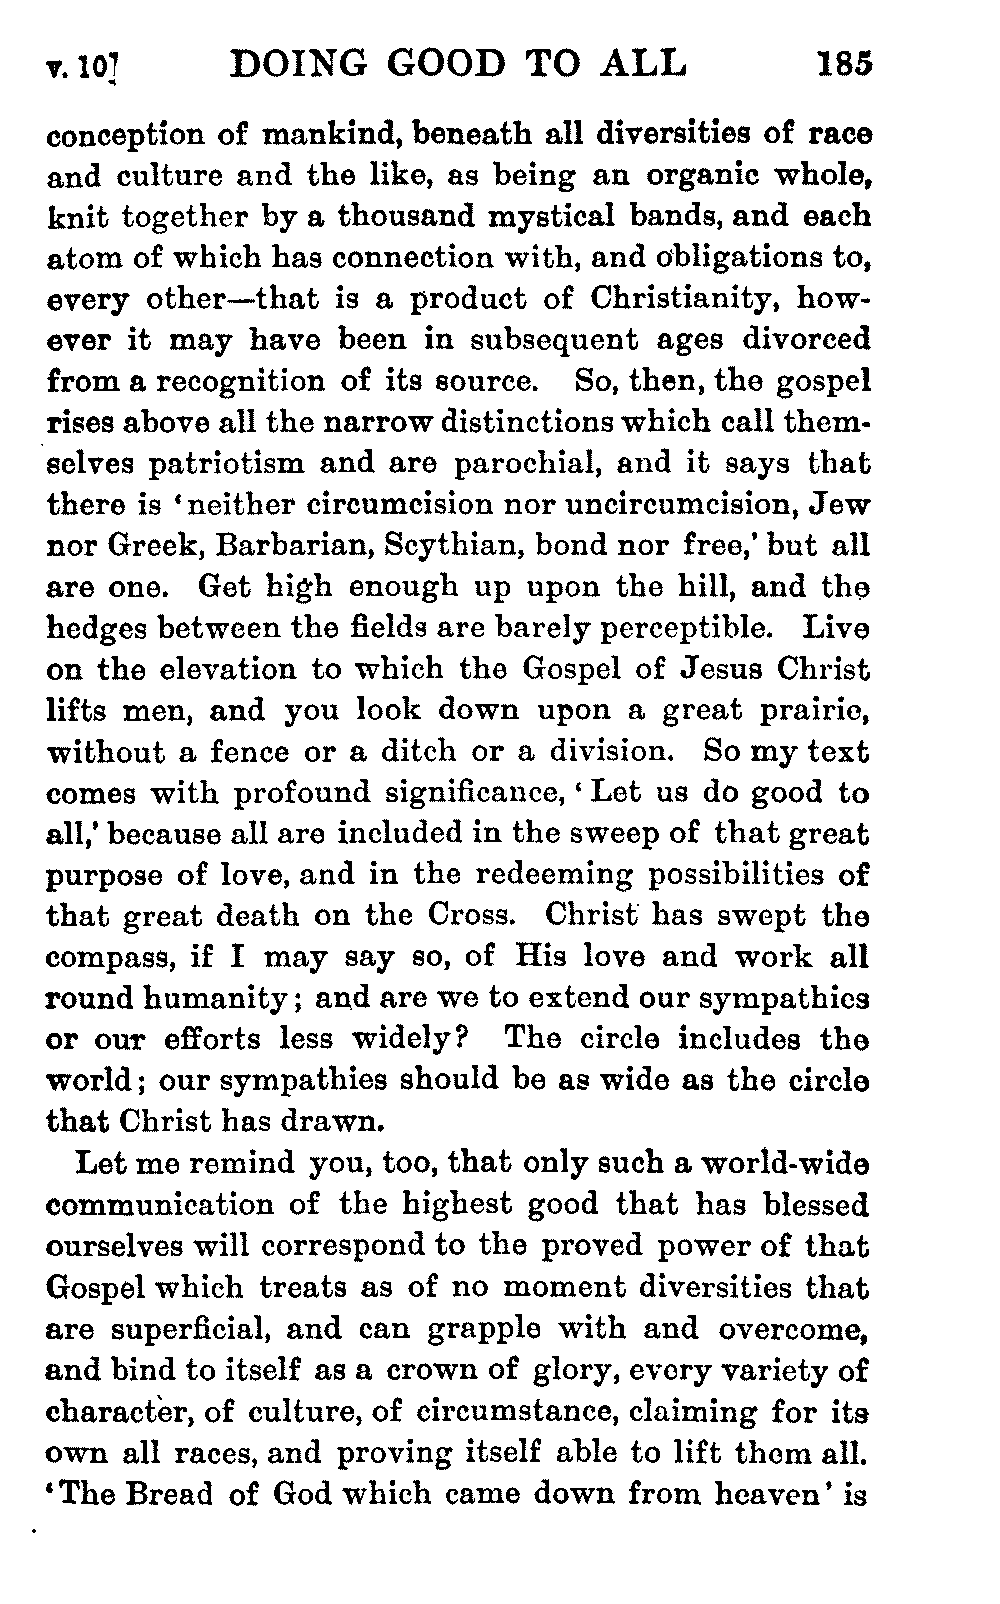 v. 10] DOING GOOD TO ALL 185
conception of mankind, beneath all diversities of race
and culture and the like, as being an organic whole,
knit together by a thousand mystical bands, and each
atom of which has connection with, and obligations to,
every other—that is a product of Christianity, how-
ever it may have been in subsequent ages divorced
from a recognition of its source. So, then, the gospel
rises above all the narrow distinctions which call them-
selves patriotism and are parochial, and it says that
there is ‘neither circumcision nor uncircumcision, Jew
nor Greek, Barbarian, Scythian, bond nor free,’ but all
are one. Get high enough up upon the hill, and the
hedges between the fields are barely perceptible. Live
on the elevation to which the Gospel of Jesus Christ
lifts men, and you look down upon a great prairie,
without a fence or a ditch or a division. So my text
comes with profound significance, ‘Let us do good to
all,’ because all are included in the sweep of that great
purpose of love, and in the redeeming possibilities of
that great death on the Cross. Christ has swept the
compass, if I may say so, of His love and work all
round humanity; and are we to extend our sympathies
or our efforts less widely? The circle includes the
world; our sympathies should be as wide as the circle
that Christ has drawn.
Let me remind you, too, that only such a world-wide
communication of the highest good that has blessed
ourselves will correspond to the proved power of that
Gospel which treats as of no moment diversities that
are superficial, and can grapple with and overcome,
and bind to itself as a crown of glory, every variety of
character, of culture, of circumstance, claiming for its
own all races, and proving itself able to lift them all.
‘The Bread of God which came down from heaven’ is